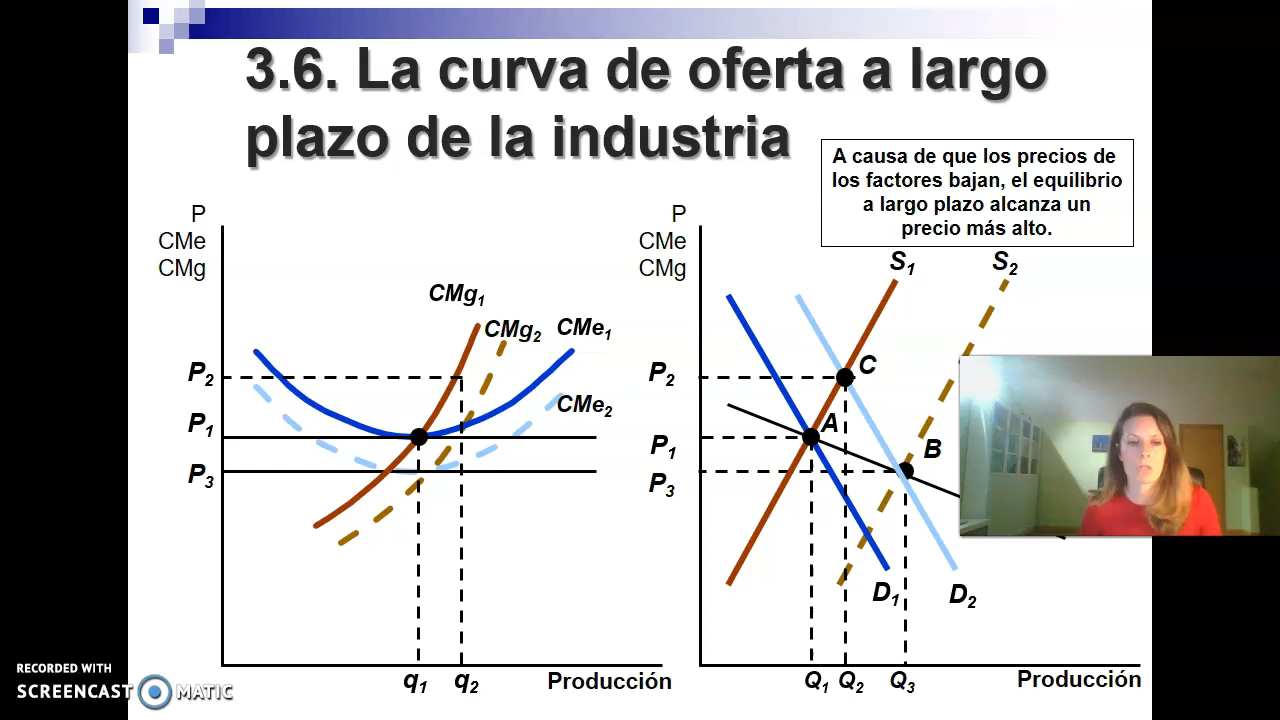 3.6. La curva de oferta a largo
plazo de la industria
A causa de que los precios de
los factores bajan, el equilibrio
a largo plazo alcanza un
precio más alto.
P
CMe
CMg
CMg1
CMg2
CMe1
CMe2
P2
P1
P3
q1 q2 Producción
P
CMe
CMg
S1 S2
P2
P1
P3
C
A
B
D1 D2
Q1 Q2 Q3 Producción
RECORDED WITH
SCREENCAST MATIC